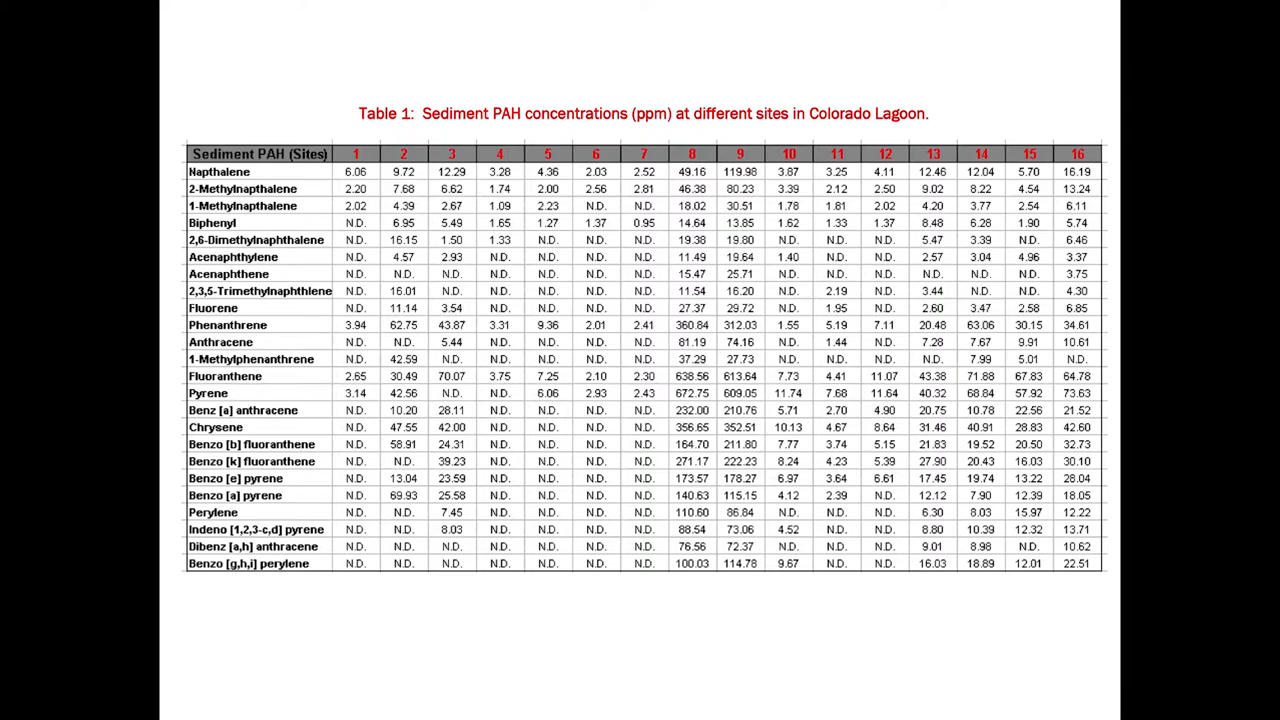 Table 1: Sediment PAH concentrations (ppm) at different sites in Colorado Lagoon.
Sediment PAH (Sites) 1 2 3 4 5 6 7 8 9 10 11 12 13 14 15 16
Napthalene 6.06 9.72 12.29 3.28 4.36 2.03 2.52 49.16 119.98 3.87 3.25 4.11 12.46 12.04 5.70 16.19
2-Methylnapthalene 2.20 7.68 6.62 1.74 2.00 2.56 2.81 46.38 80.23 3.39 2.12 2.50 9.02 8.22 4.54 13.24
1-Methylnapthalene 2.02 4.39 2.67 1.09 2.23 N.D. N.D. 18.02 30.51 1.78 1.81 2.02 4.20 3.77 2.54 6.11
Biphenyl N.D. 6.95 5.49 1.65 1.27 1.37 0.95 14.64 13.85 1.62 1.33 1.37 8.48 6.28 1.90 5.74
2,6-Dimethylnaphthalene N.D. 16.15 1.50 1.33 N.D. N.D. N.D. 19.38 19.80 N.D. N.D. N.D. 5.47 3.39 N.D. 6.46
Acenaphthylene N.D. 4.57 2.93 N.D. N.D. N.D. N.D. 11.49 19.64 1.40 N.D. N.D. 2.57 3.04 4.96 3.37
Acenaphthene N.D. N.D. N.D. N.D. N.D. N.D. N.D. 15.47 25.71 N.D. N.D. N.D. N.D. N.D. N.D. 3.75
2,3,5-Trimethylnaphthlene N.D. 16.01 N.D. N.D. N.D. N.D. N.D. 11.54 16.20 N.D. 2.19 N.D. 3.44 N.D. N.D. 4.30
Fluorene N.D. 11.14 3.54 N.D. N.D. N.D. N.D. 27.37 29.72 N.D. 1.95 N.D. 2.60 3.47 2.58 6.85
Phenanthrene 3.94 62.75 43.87 3.31 9.36 2.01 2.41 360.84 312.03 1.55 5.19 7.11 20.48 63.06 30.15 34.61
Anthracene N.D. N.D. 5.44 N.D. N.D. N.D. N.D. 81.19 74.16 N.D. 1.44 N.D. 7.28 7.67 9.91 10.61
1-Methylphenanthrene N.D. 42.59 N.D. N.D. N.D. N.D. N.D. 37.29 27.73 N.D. N.D. N.D. N.D. 7.99 5.01 N.D.
Fluoranthene 2.65 30.49 70.07 3.75 7.25 2.10 2.30 638.56 613.64 7.73 4.41 11.07 43.38 71.88 67.83 64.78
Pyrene 3.14 42.56 N.D. N.D. 6.06 2.93 2.43 672.75 609.05 11.74 7.68 11.64 40.32 68.84 57.92 73.63
Benz [a] anthracene N.D. 10.20 28.11 N.D. N.D. N.D. N.D. 232.00 210.76 5.71 2.70 4.90 20.75 10.78 22.56 21.52
Chrysene N.D. 47.55 42.00 N.D. N.D. N.D. N.D. 356.65 352.51 10.13 4.67 8.64 31.46 40.91 28.83 42.60
Benzo [b] fluoranthene N.D. 58.91 24.31 N.D. N.D. N.D. N.D. 164.70 211.80 7.77 3.74 5.15 21.83 19.52 20.50 32.73
Benzo [k] fluoranthene N.D. N.D. 39.23 N.D. N.D. N.D. N.D. 271.17 222.23 8.24 4.23 5.39 27.90 20.43 16.03 30.10
Benzo [e] pyrene N.D. 13.04 23.59 N.D. N.D. N.D. N.D. 173.57 178.27 6.97 3.64 6.61 17.45 19.74 13.22 28.04
Benzo [a] pyrene N.D. 69.93 25.58 N.D. N.D. N.D. N.D. 140.63 115.15 4.12 2.39 N.D. 12.12 7.90 12.39 18.05
Perylene N.D. N.D. 7.45 N.D. N.D. N.D. N.D. 110.60 86.84 N.D. N.D. N.D. 6.30 8.03 15.97 12.22
Indeno [1,2,3-c,d] pyrene N.D. N.D. 8.03 N.D. N.D. N.D. N.D. 88.54 73.06 4.52 N.D. N.D. 8.80 10.39 12.32 13.71
Dibenz [a,h] anthracene N.D. N.D. N.D. N.D. N.D. N.D. N.D. 76.56 72.37 N.D. N.D. N.D. 9.01 8.98 N.D. 10.62
Benzo [g,h,i] perylene N.D. N.D. N.D. N.D. N.D. N.D. N.D. 100.03 114.78 9.67 N.D. N.D. 16.03 18.89 12.01 22.51